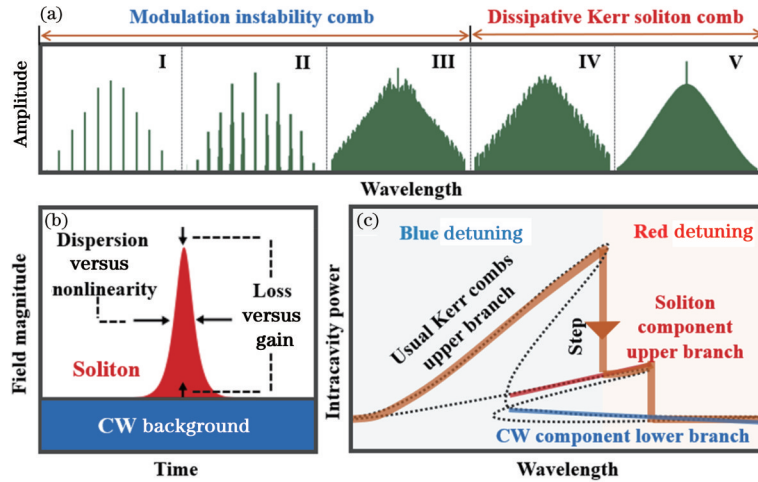 (a)
Modulation instability comb
Dissipative Kerr soliton comb
I
II
III
IV
V
Amplitude
Wavelength
(b)
Dispersion
versus
nonlinearity
Loss
versus
gain
Soliton
CW background
Field magnitude
Time
(c)
Blue detuning
Red detuning
Usual Kerr combs
upper branch
Step
Soliton
component
upper branch
CW component lower branch
Intracavity power
Wavelength